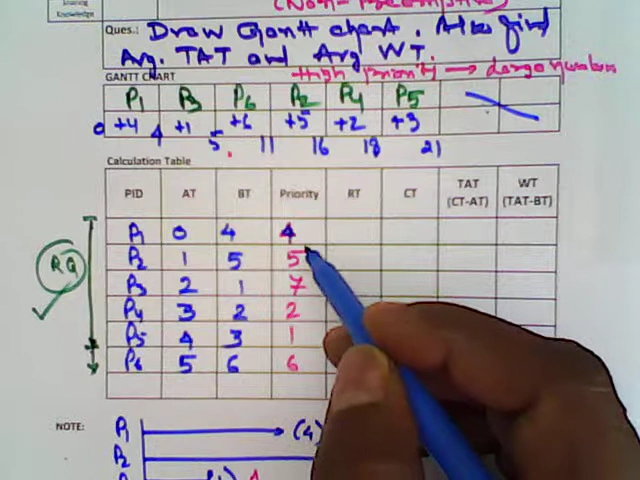 Knowledge
(Non-Preemptive)
Ques.: Draw Gantt chart. Also find
Avg. TAT and Avg WT.
GANTT CHART
High priority → Large number
P1 P3 P6 P2 P4 P5
0 +4 4 +1 5 +6 11 +5 16 +2 18 +3 21
Calculation Table
PID AT BT Priority RT CT TAT (CT-AT) WT (TAT-BT)
P1 0 4 4
P2 1 5 5
P3 2 1 7
P4 3 2 2
P5 4 3 1
P6 5 6 6
RQ
NOTE:
P1 (4)
P2